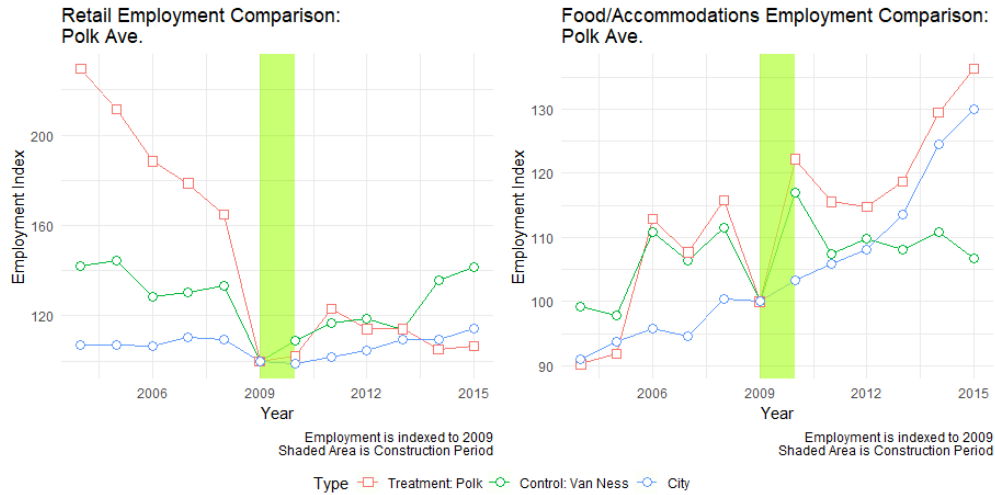 Retail Employment Comparison:
Polk Ave.
Employment Index
200
160
120
2006
2009
2012
2015
Year
Employment is indexed to 2009
Shaded Area is Construction Period
Food/Accommodations Employment Comparison:
Polk Ave.
Employment Index
130
120
110
100
90
2006
2009
2012
2015
Year
Employment is indexed to 2009
Shaded Area is Construction Period
Type Treatment: Polk Control: Van Ness City